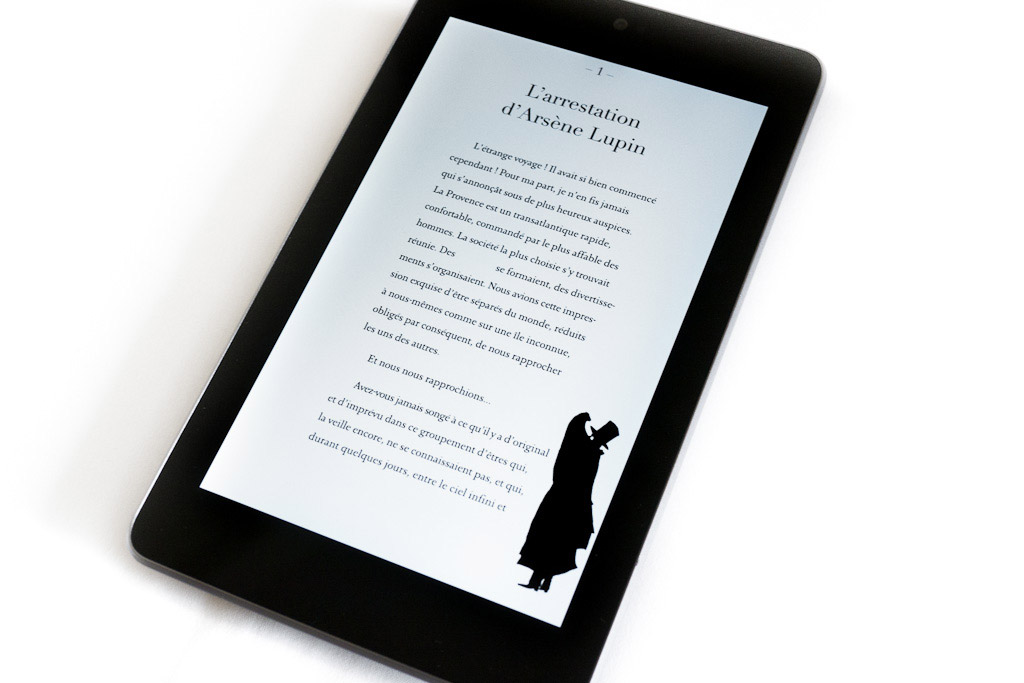 – 1 –
L'arrestation
d'Arsène Lupin
L'étrange voyage ! Il avait si bien commencé
cependant ! Pour ma part, je n'en fis jamais
qui s'annonçât sous de plus heureux auspices.
La Provence est un transatlantique rapide,
confortable, commandé par le plus affable des
hommes. La société la plus choisie s'y trouvait
réunie. Des se formaient, des divertisse-
ments s'organisaient. Nous avions cette impres-
sion exquise d'être séparés du monde, réduits
à nous-mêmes comme sur une île inconnue,
obligés par conséquent, de nous rapprocher
les uns des autres.
Et nous nous rapprochions...
Avez-vous jamais songé à ce qu'il y a d'original
et d'imprévu dans ce groupement d'êtres qui,
la veille encore, ne se connaissaient pas, et qui,
durant quelques jours, entre le ciel infini et